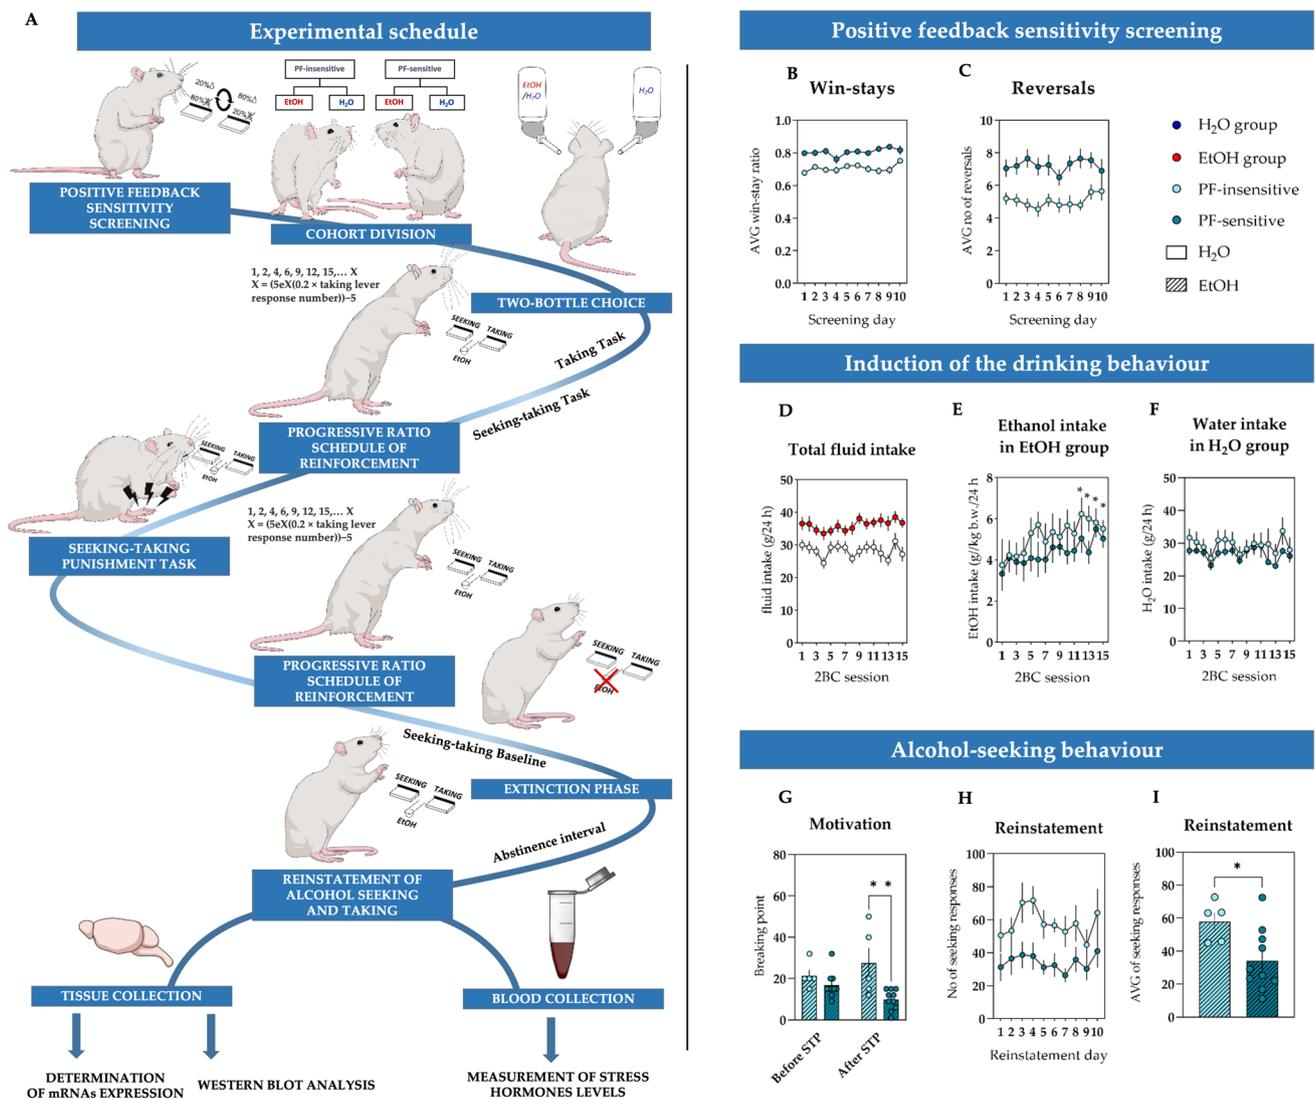 A
Experimental schedule
20%
80%
80%
20%
PF-insensitive
PF-sensitive
EtOH
H₂O
EtOH
H₂O
EtOH
/H₂O
H₂O
POSITIVE FEEDBACK
SENSITIVITY
SCREENING
COHORT DIVISION
TWO-BOTTLE CHOICE
1, 2, 4, 6, 9, 12, 15,… X
X = (5eX(0.2 × taking lever
response number))–5
SEEKING
TAKING
EtOH
Taking Task
Seeking-taking Task
PROGRESSIVE RATIO
SCHEDULE OF
REINFORCEMENT
SEEKING
TAKING
EtOH
SEEKING-TAKING
PUNISHMENT TASK
1, 2, 4, 6, 9, 12, 15,… X
X = (5eX(0.2 × taking lever
response number))–5
SEEKING
TAKING
EtOH
PROGRESSIVE RATIO
SCHEDULE OF
REINFORCEMENT
SEEKING
TAKING
EtOH
Seeking-taking Baseline
EXTINCTION PHASE
SEEKING
TAKING
EtOH
Abstinence interval
REINSTATEMENT OF
ALCOHOL SEEKING
AND TAKING
TISSUE COLLECTION
BLOOD COLLECTION
DETERMINATION
OF mRNAs EXPRESSION
WESTERN BLOT ANALYSIS
MEASUREMENT OF STRESS
HORMONES LEVELS
Positive feedback sensitivity screening
B
Win-stays
AVG win-stay ratio
1.0
0.8
0.6
0.4
0.2
0.0
1 2 3 4 5 6 7 8 9 10
Screening day
C
Reversals
AVG no of reversals
10
8
6
4
2
0
1 2 3 4 5 6 7 8 9 10
Screening day
H₂O group
EtOH group
PF-insensitive
PF-sensitive
H₂O
EtOH
Induction of the drinking behaviour
D
Total fluid intake
fluid intake (g/24 h)
50
40
30
20
10
0
1 3 5 7 9 11 13 15
2BC session
E
Ethanol intake
in EtOH group
EtOH intake (g//kg b.w./24 h)
8
6
4
2
0
* * * *
1 3 5 7 9 11 13 15
2BC session
F
Water intake
in H₂O group
H₂O intake (g/24 h)
50
40
30
20
10
0
1 3 5 7 9 11 13 15
2BC session
Alcohol-seeking behaviour
G
Motivation
Breaking point
80
60
40
20
0
* *
Before STP
After STP
H
Reinstatement
No of seeking responses
100
80
60
40
20
0
1 2 3 4 5 6 7 8 9 10
Reinstatement day
I
Reinstatement
AVG of seeking responses
100
80
60
40
20
0
*